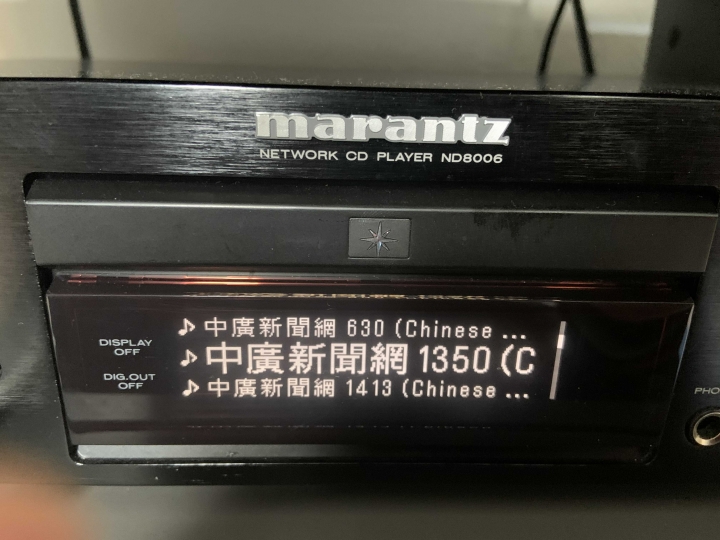 marantz
NETWORK CD PLAYER ND8006
DISPLAY
OFF
DIG.OUT
OFF
♪ 中廣新聞網 630 (Chinese ...
♪ 中廣新聞網 1350 (C
♪ 中廣新聞網 1413 (Chinese ...
PHO